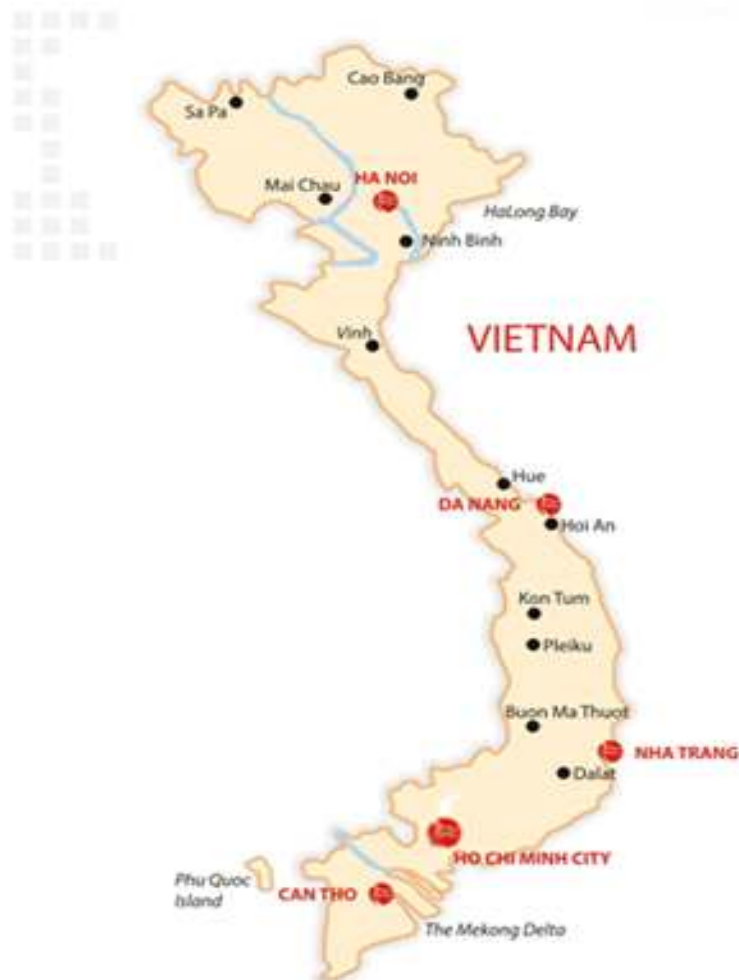 Cao Bang
Sa Pa
HA NOI
Mai Chau
HaLong Bay
Ninh Binh
VIETNAM
Vinh
Hue
DA NANG
Hoi An
Kon Tum
Pleiku
Buon Ma Thuot
NHA TRANG
Dalat
HO CHI MINH CITY
Phu Quoc
Island
CAN THO
The Mekong Delta